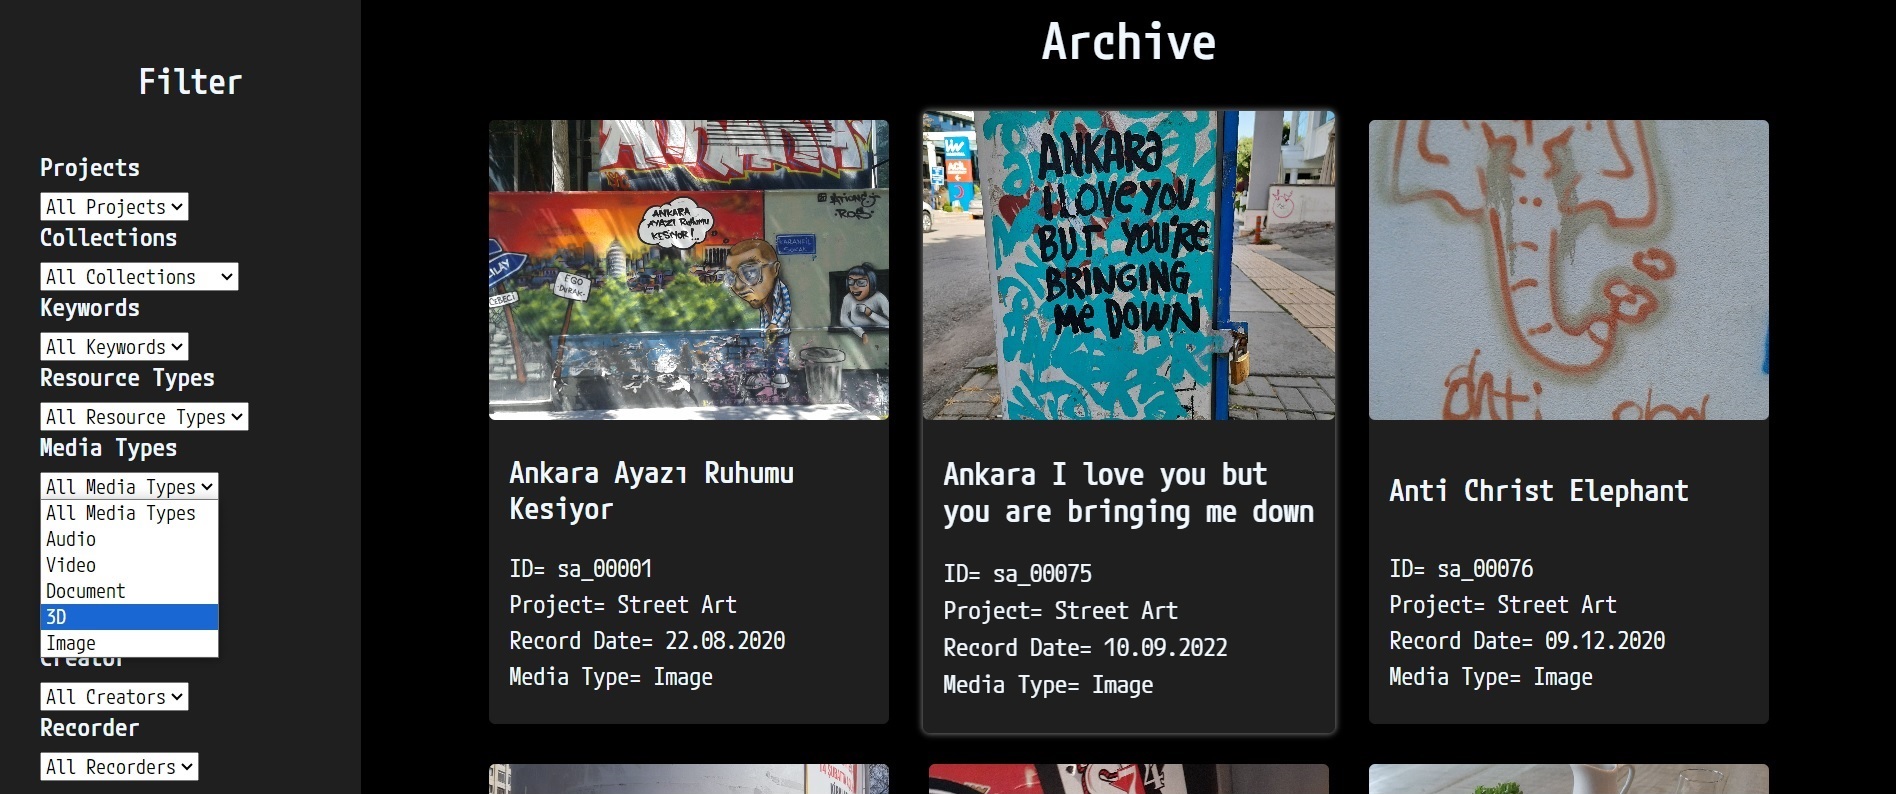 Archive
Filter
Projects
All Projects
Collections
All Collections
Keywords
All Keywords
Resource Types
All Resource Types
Media Types
All Media Types
All Media Types
Audio
Video
Document
3D
Image
Creator
All Creators
Recorder
All Recorders
ANKARA
AYAZI RUHUMU
KESİYOR!
EGO
DURAK
CEBECİ
Ankara Ayazı Ruhumu
Kesiyor
ID= sa_00001
Project= Street Art
Record Date= 22.08.2020
Media Type= Image
ANKARA
I LOVE YOU
BUT YOU'RE
BRINGING
Me DOWN
Ankara I love you but
you are bringing me down
ID= sa_00075
Project= Street Art
Record Date= 10.09.2022
Media Type= Image
anti
Anti Christ Elephant
ID= sa_00076
Project= Street Art
Record Date= 09.12.2020
Media Type= Image